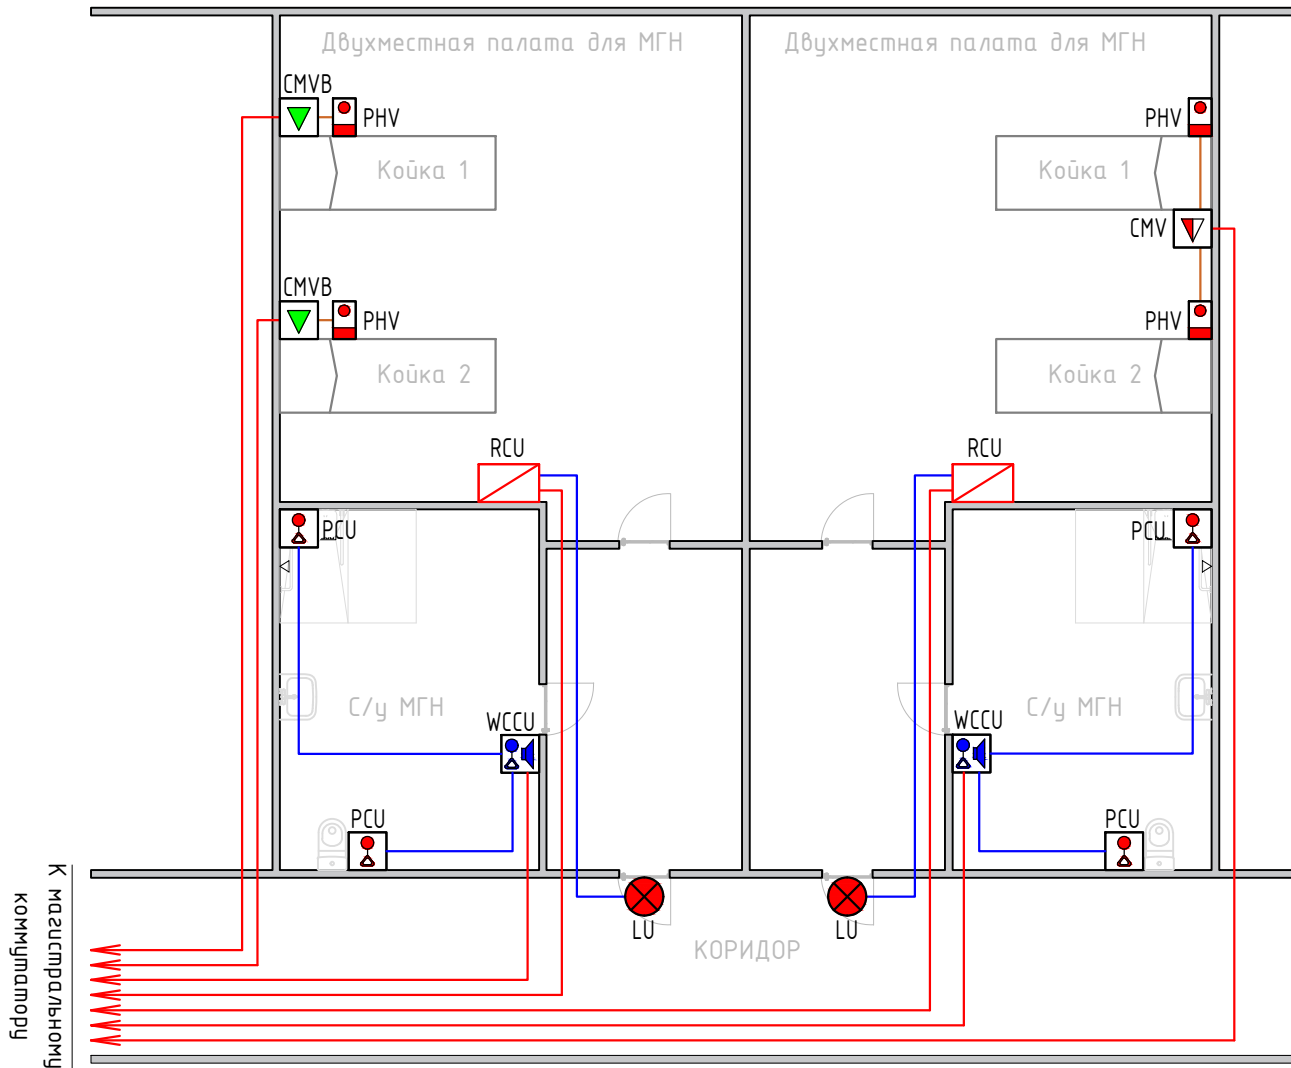 Двухместная палата для МГН
Двухместная палата для МГН
CMVB
PHV
PHV
Койка 1
Койка 1
CMV
CMVB
PHV
PHV
Койка 2
Койка 2
RCU
RCU
PCU
PCU
С/у МГН
С/у МГН
WCCU
WCCU
PCU
PCU
LU
LU
КОРИДОР
К магистральному
коммутатору